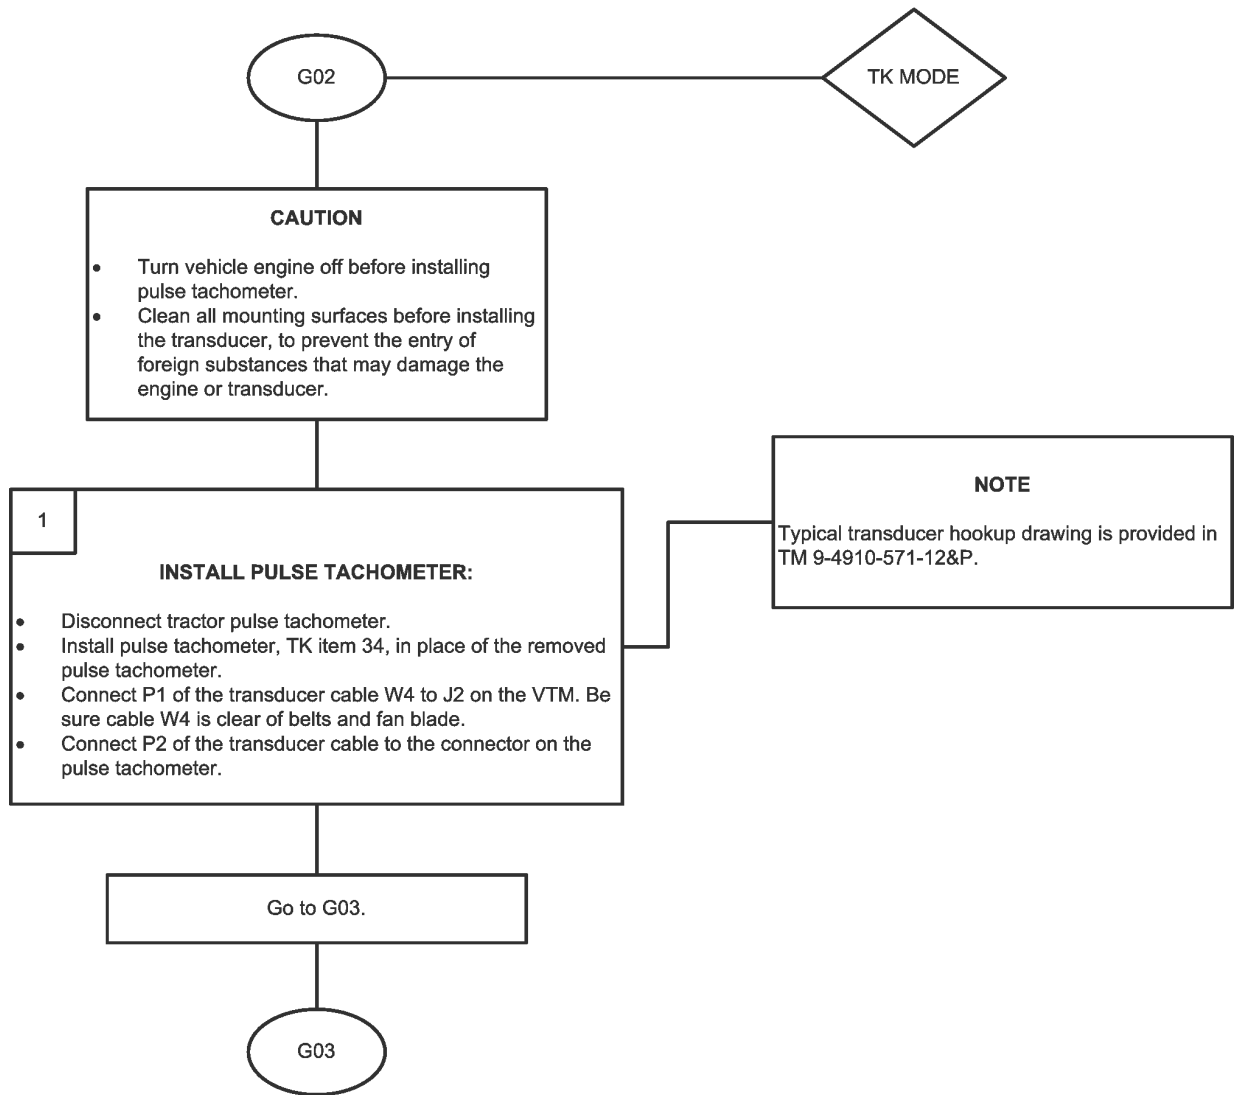 G02
TK MODE
CAUTION
• Turn vehicle engine off before installing
pulse tachometer.
• Clean all mounting surfaces before installing
the transducer, to prevent the entry of
foreign substances that may damage the
engine or transducer.
1
INSTALL PULSE TACHOMETER:
• Disconnect tractor pulse tachometer.
• Install pulse tachometer, TK item 34, in place of the removed
pulse tachometer.
• Connect P1 of the transducer cable W4 to J2 on the VTM. Be
sure cable W4 is clear of belts and fan blade.
• Connect P2 of the transducer cable to the connector on the
pulse tachometer.
NOTE
Typical transducer hookup drawing is provided in
TM 9-4910-571-12&P.
Go to G03.
G03